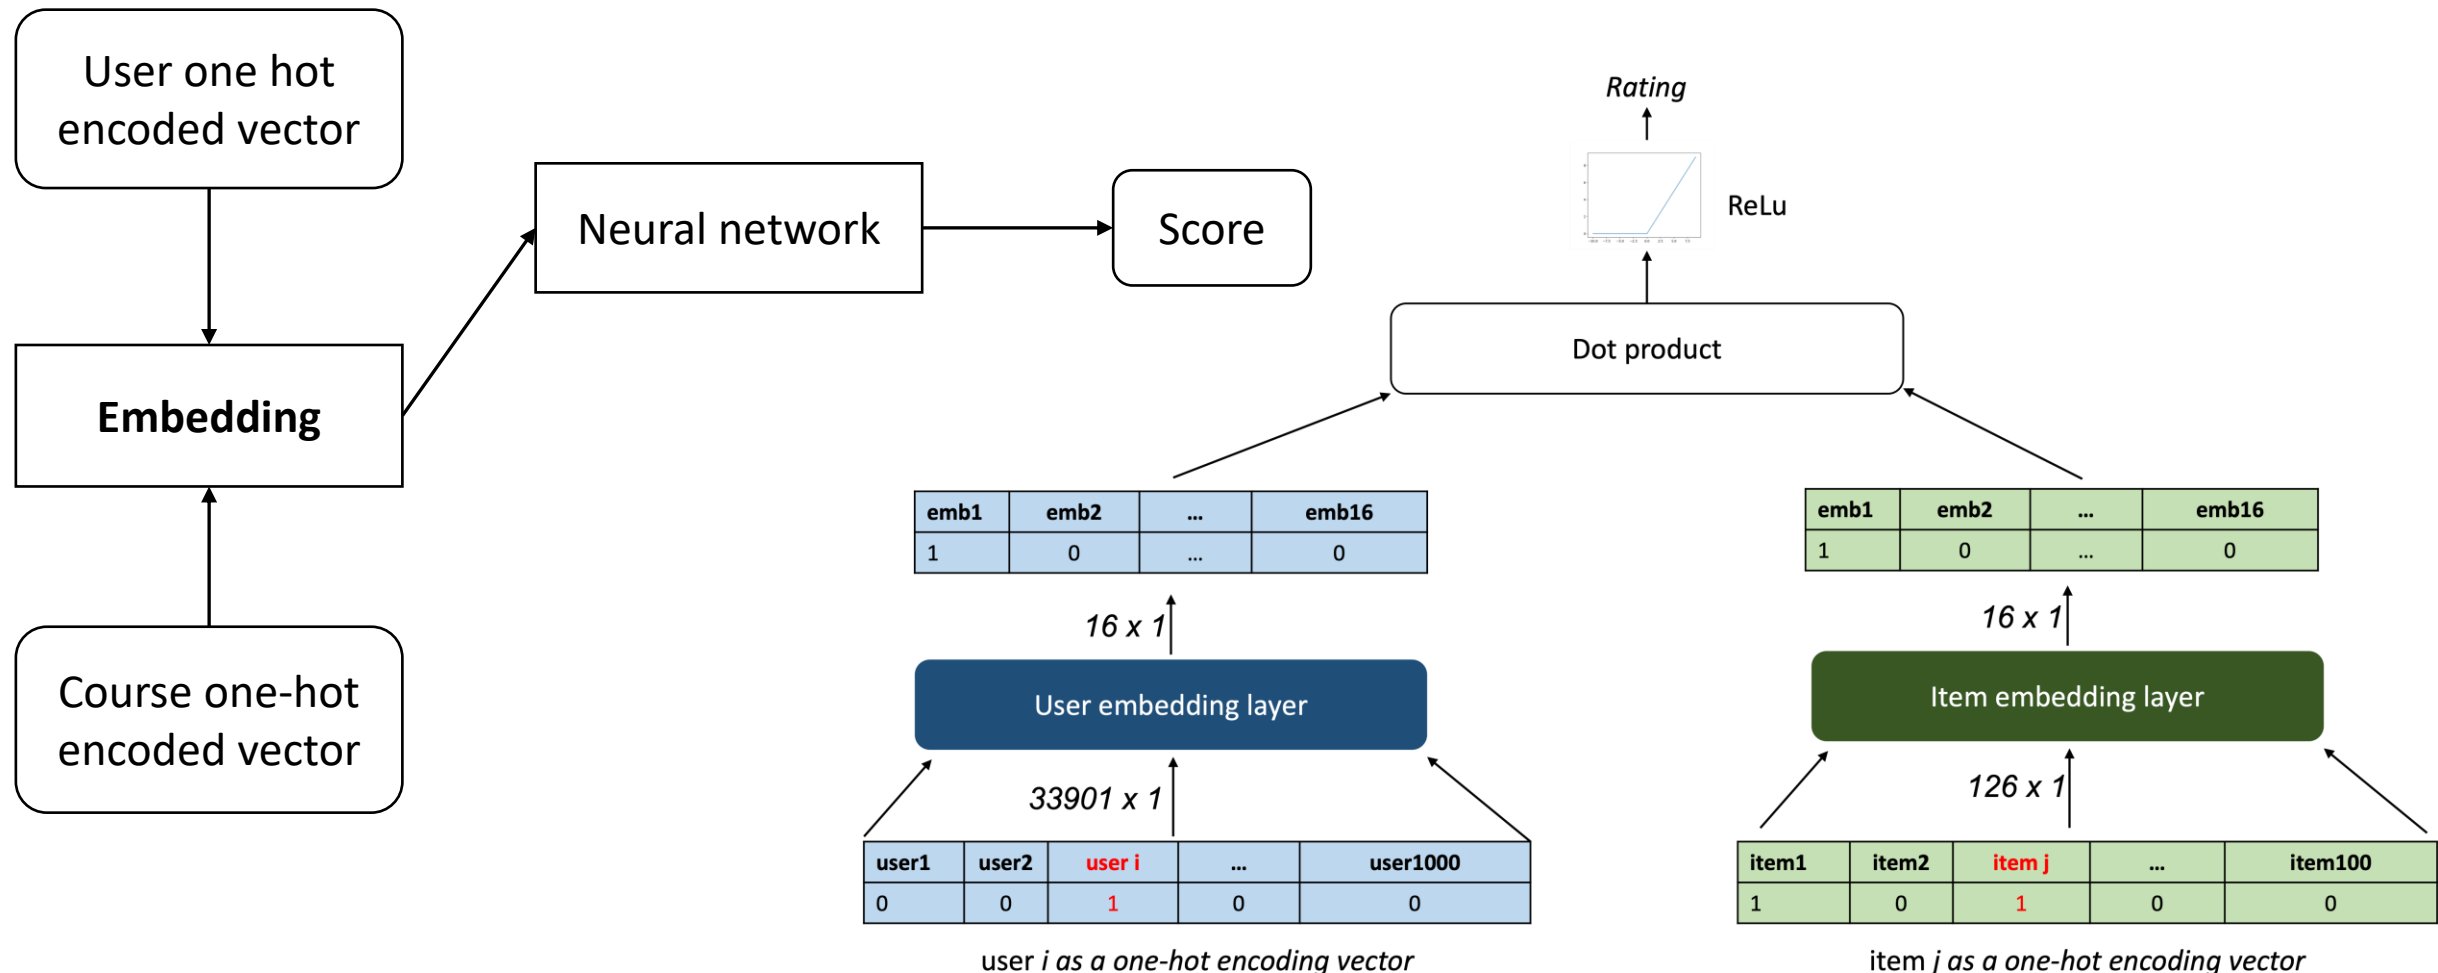 User one hot
encoded vector
Neural network
Score
Embedding
Course one-hot
encoded vector
Rating
ReLu
Dot product
emb1 emb2 ... emb16
1 0 ... 0
16 x 1
User embedding layer
33901 x 1
user1 user2 user i ... user1000
0 0 1 0 0
user i as a one-hot encoding vector
emb1 emb2 ... emb16
1 0 ... 0
16 x 1
Item embedding layer
126 x 1
item1 item2 item j ... item100
1 0 1 0 0
item j as a one-hot encoding vector